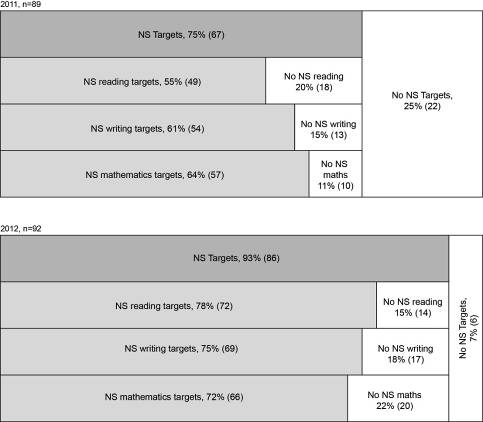 2011, n=89
NS Targets, 75% (67)
No NS Targets,
25% (22)
NS reading targets, 55% (49)
No NS reading
20% (18)
NS writing targets, 61% (54)
No NS writing
15% (13)
NS mathematics targets, 64% (57)
No NS
maths
11% (10)
2012, n=92
NS Targets, 93% (86)
No NS Targets,
7% (6)
NS reading targets, 78% (72)
No NS reading
15% (14)
NS writing targets, 75% (69)
No NS writing
18% (17)
NS mathematics targets, 72% (66)
No NS maths
22% (20)